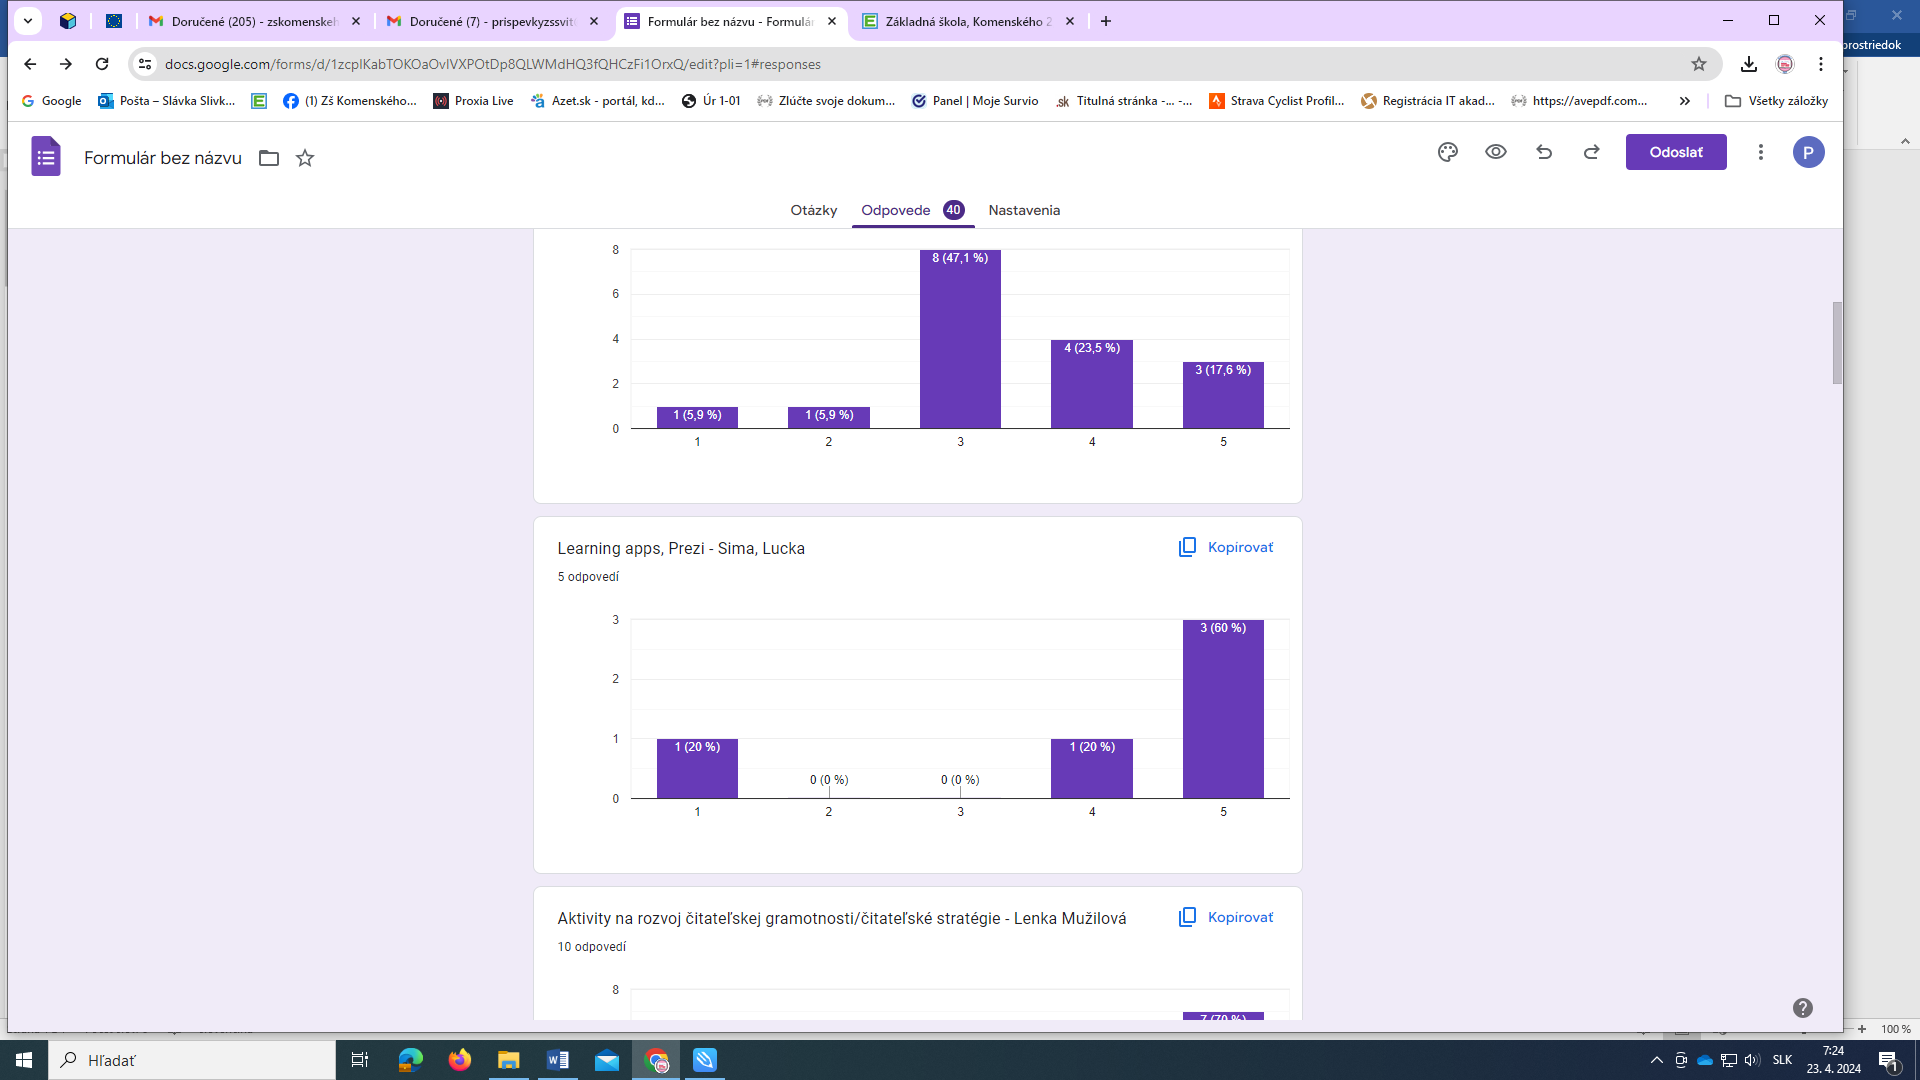 Doručené (205) - zskomenskeh
Doručené (7) - prispevkyzssvit
Formulár bez názvu - Formulár
Základná škola, Komenského 2
prostriedok
docs.google.com/forms/d/1zcpIKabTOKOaOvIVXPOtDp8QLWMdHQ3fQHCzFi1OrxQ/edit?pli=1#responses
Google
Pošta – Slávka Slivk...
(1) Zš Komenského...
Proxia Live
Azet.sk - portál, kd...
Úr 1-01
Zlúčte svoje dokum...
Panel | Moje Survio
.sk Titulná stránka -... -...
Strava Cyclist Profil...
Registrácia IT akad...
https://avepdf.com...
Všetky záložky
Formulár bez názvu
Odoslať
P
Otázky
Odpovede 40
Nastavenia
8
6
4
2
0
1 (5,9 %)
1 (5,9 %)
8 (47,1 %)
4 (23,5 %)
3 (17,6 %)
1 2 3 4 5
Learning apps, Prezi - Sima, Lucka
Kopírovať
5 odpovedí
3
2
1
0
1 (20 %)
0 (0 %)
0 (0 %)
1 (20 %)
3 (60 %)
1 2 3 4 5
Aktivity na rozvoj čitateľskej gramotnosti/čitateľské stratégie - Lenka Mužilová
Kopírovať
10 odpovedí
8
7 (70 %)
100 %
Hľadať
SLK
7:24
23. 4. 2024
1